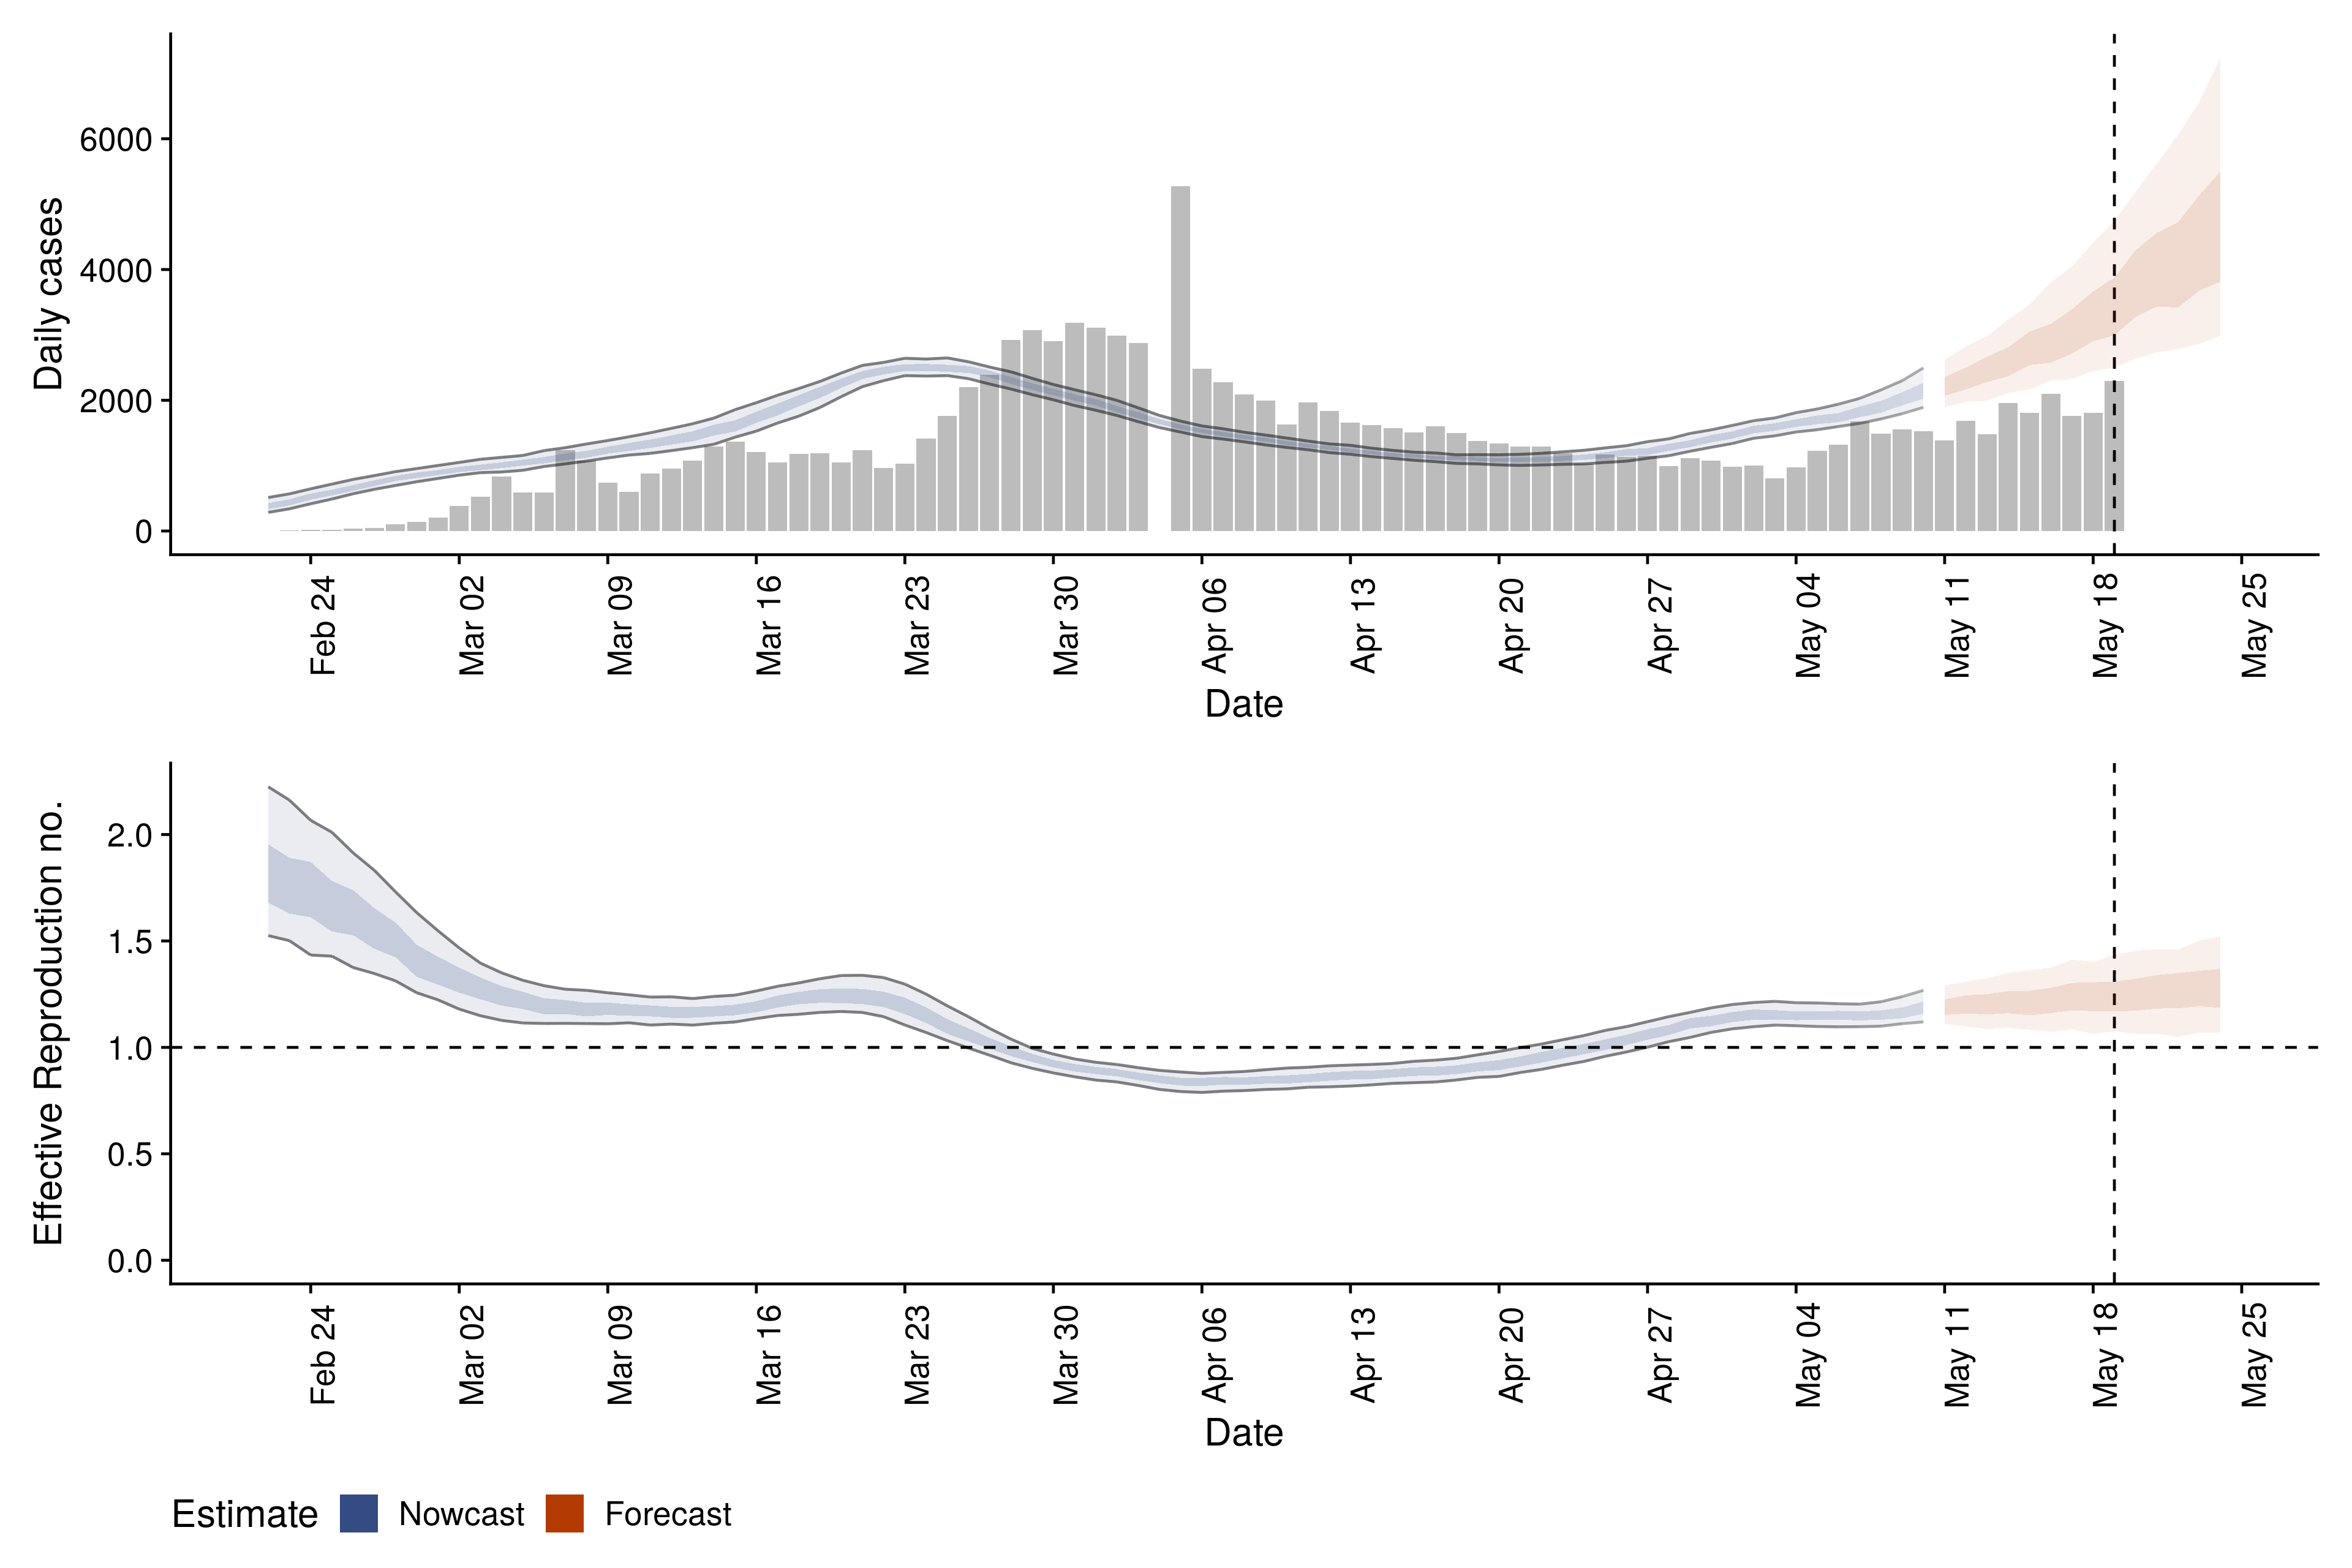 Daily cases
6000
4000
2000
0
Feb 24
Mar 02
Mar 09
Mar 16
Mar 23
Mar 30
Apr 06
Apr 13
Apr 20
Apr 27
May 04
May 11
May 18
May 25
Date
Effective Reproduction no.
2.0
1.5
1.0
0.5
0.0
Feb 24
Mar 02
Mar 09
Mar 16
Mar 23
Mar 30
Apr 06
Apr 13
Apr 20
Apr 27
May 04
May 11
May 18
May 25
Date
Estimate Nowcast Forecast